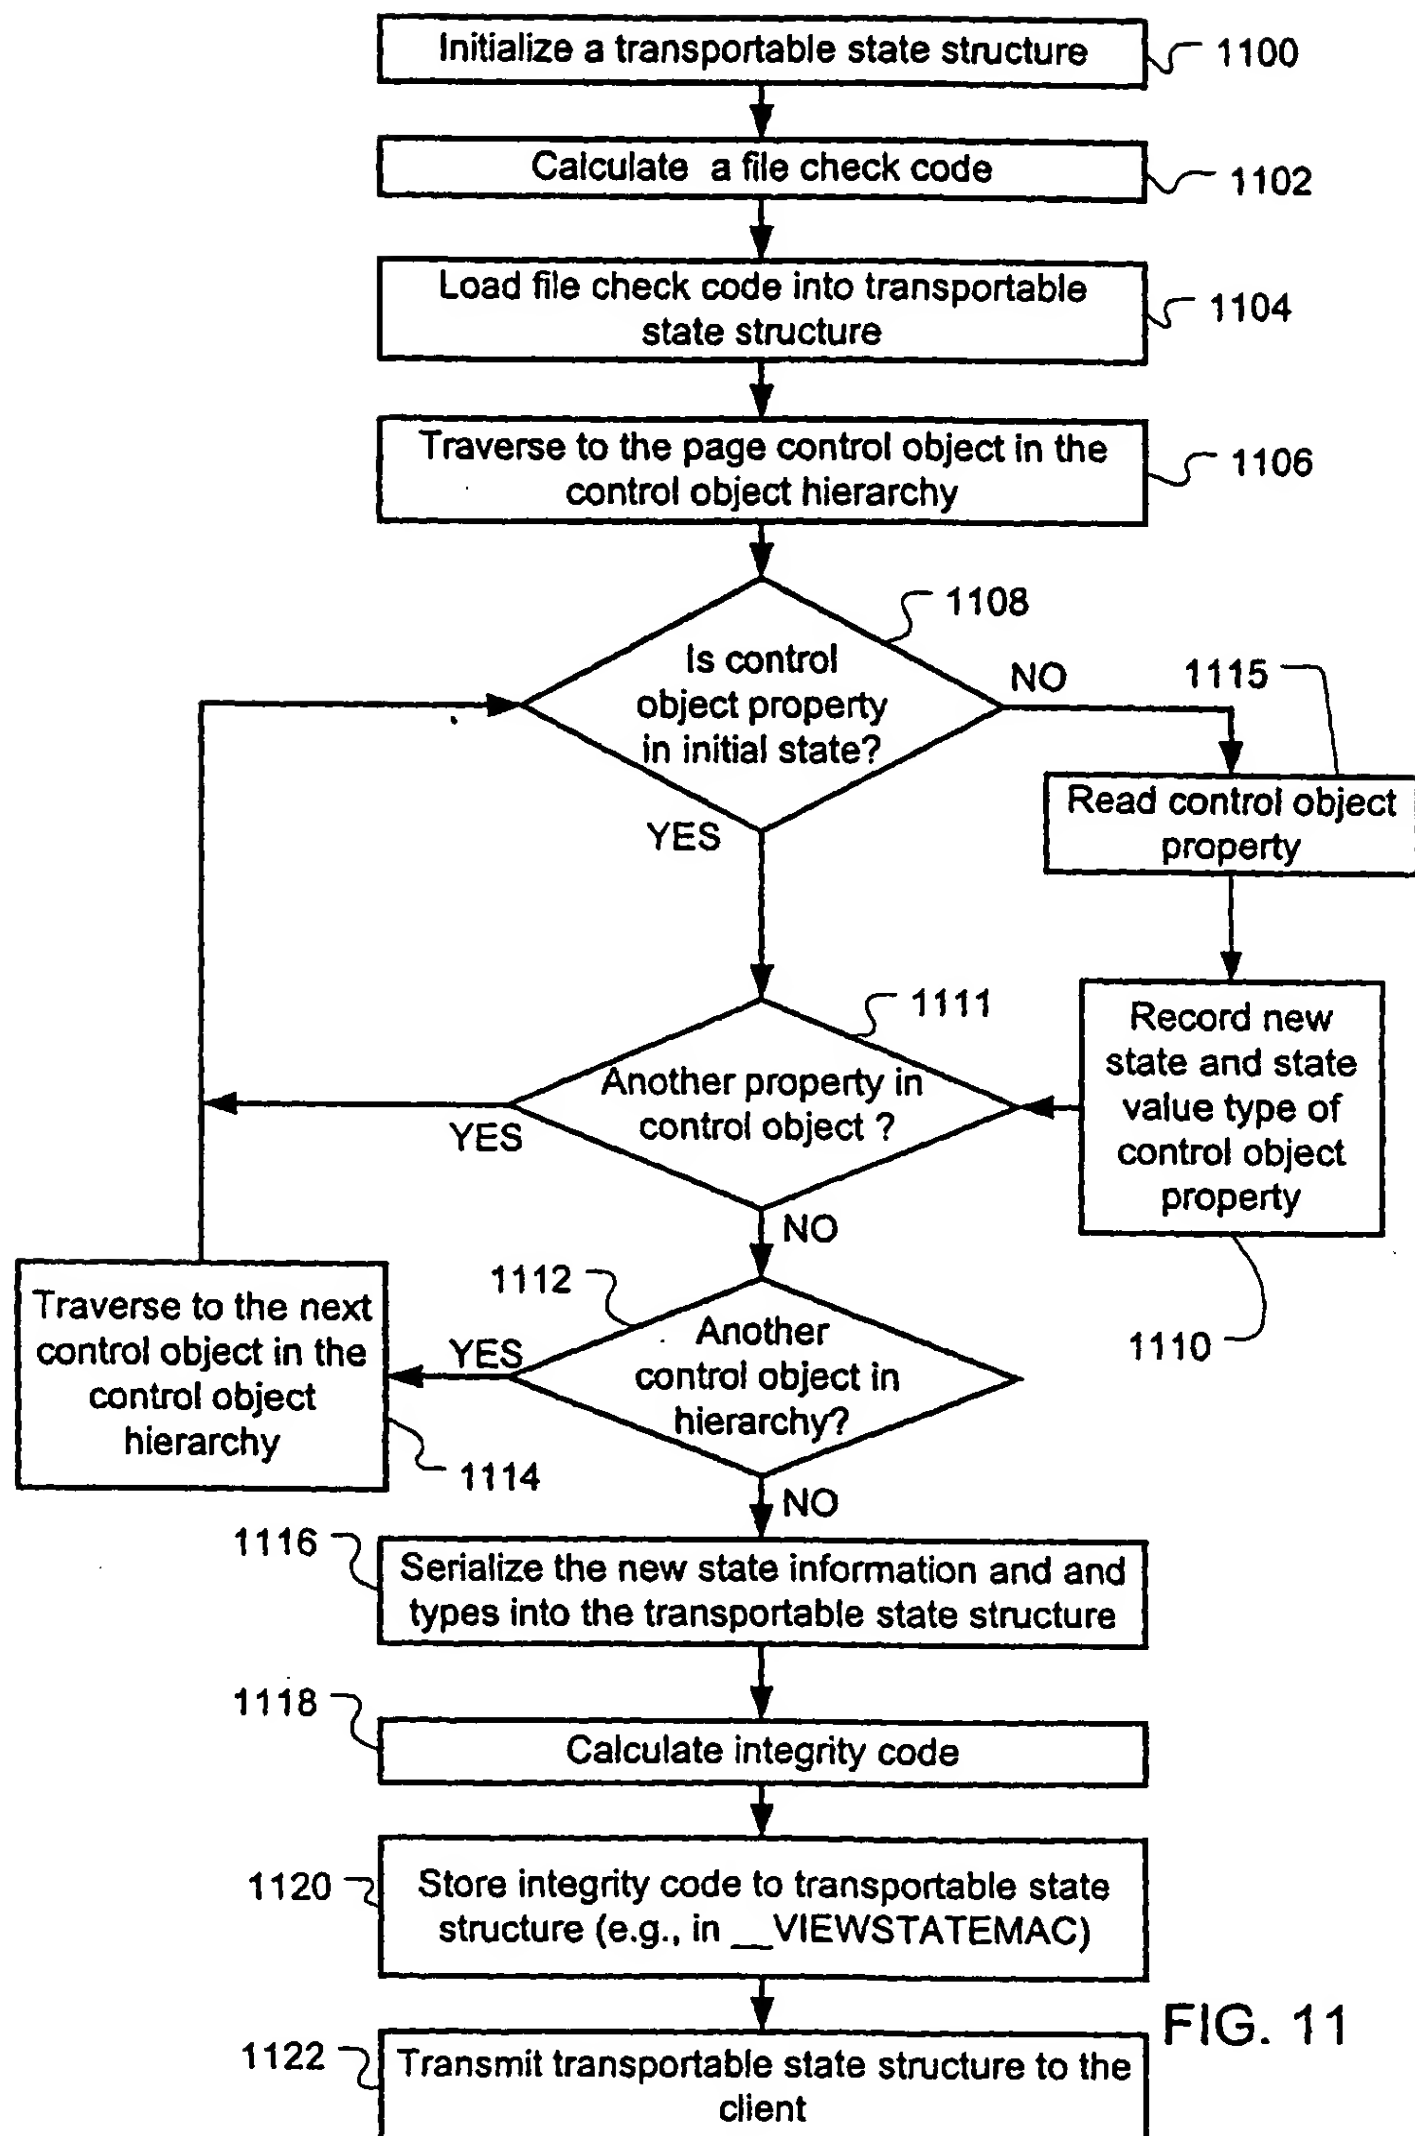 Initialize a transportable state structure
1100
Calculate a file check code
1102
Load file check code into transportable
state structure
1104
Traverse to the page control object in the
control object hierarchy
1106
1108
Is control
object property
in initial state?
NO
1115
YES
Read control object
property
1111
Another property in
control object ?
YES
Record new
state and state
value type of
control object
property
NO
1110
1112
Another
control object in
hierarchy?
YES
Traverse to the next
control object in the
control object
hierarchy
1114
NO
1116
Serialize the new state information and and
types into the transportable state structure
1118
Calculate integrity code
1120
Store integrity code to transportable state
structure (e.g., in __VIEWSTATEMAC)
FIG. 11
1122
Transmit transportable state structure to the
client